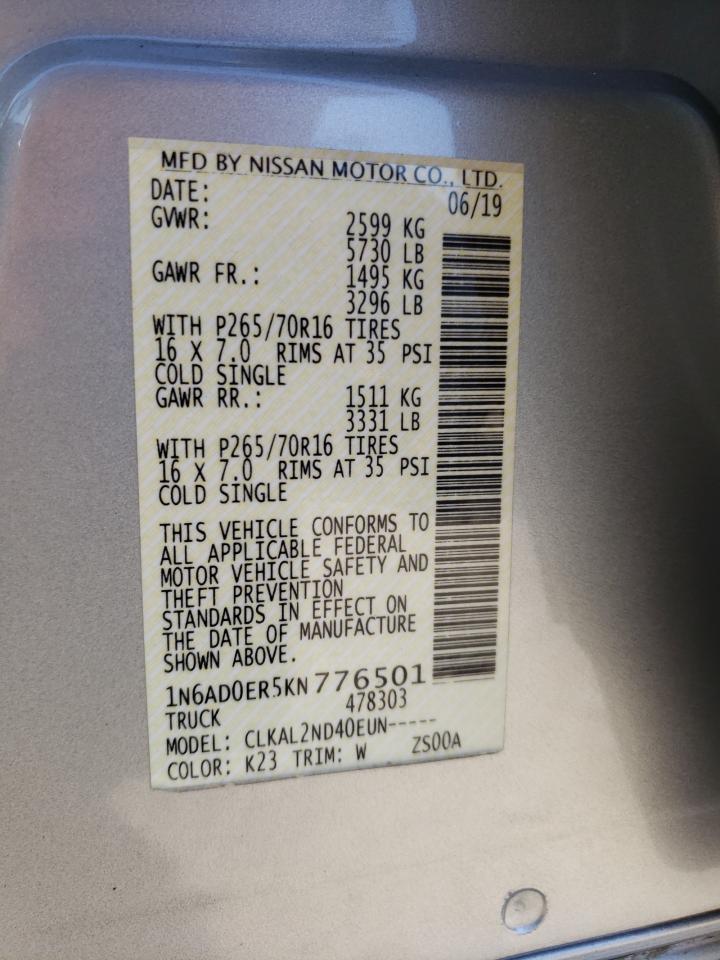 MFD BY NISSAN MOTOR CO., LTD.
DATE: 06/19
GVWR: 2599 KG
5730 LB
GAWR FR.: 1495 KG
3296 LB
WITH P265/70R16 TIRES
16 X 7.0 RIMS AT 35 PSI
COLD SINGLE
GAWR RR.: 1511 KG
3331 LB
WITH P265/70R16 TIRES
16 X 7.0 RIMS AT 35 PSI
COLD SINGLE
THIS VEHICLE CONFORMS TO
ALL APPLICABLE FEDERAL
MOTOR VEHICLE SAFETY AND
THEFT PREVENTION
STANDARDS IN EFFECT ON
THE DATE OF MANUFACTURE
SHOWN ABOVE.
1N6AD0ER5KN776501
TRUCK 478303
MODEL: CLKAL2ND40EUN-----
COLOR: K23 TRIM: W ZS00A